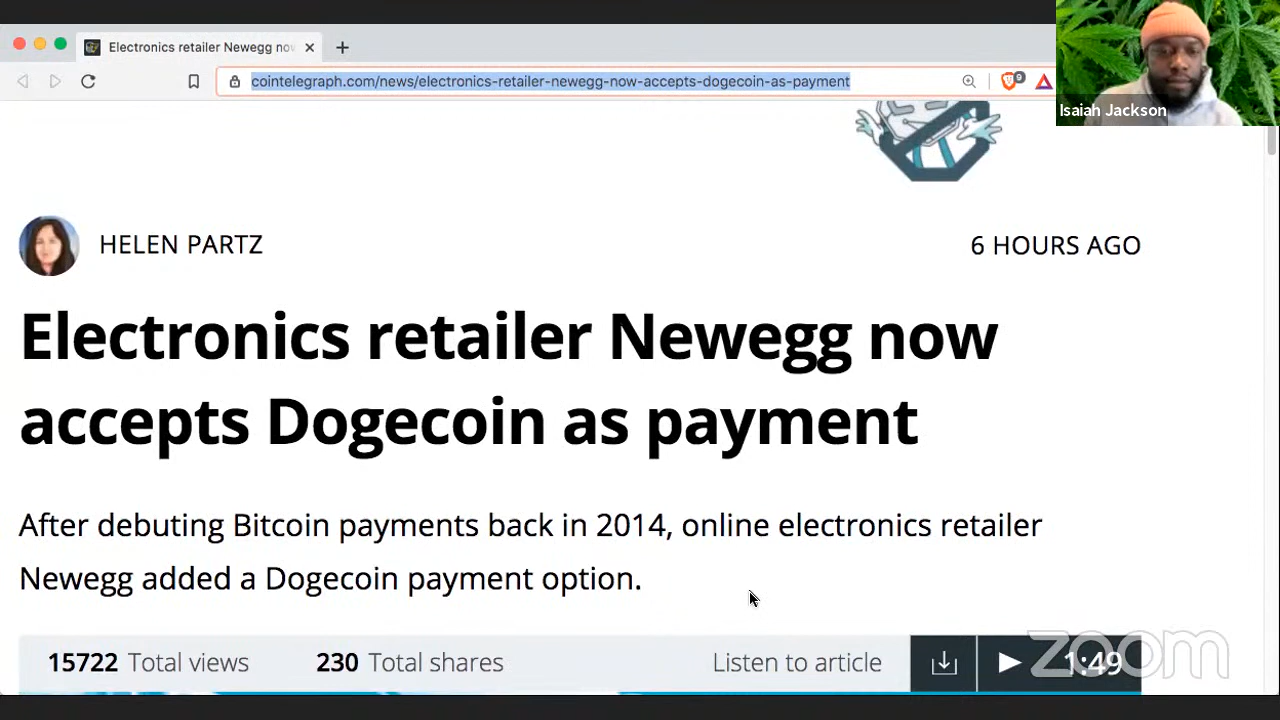 Electronics retailer Newegg no
cointelegraph.com/news/electronics-retailer-newegg-now-accepts-dogecoin-as-payment
9
Isaiah Jackson
HELEN PARTZ
6 HOURS AGO
Electronics retailer Newegg now
accepts Dogecoin as payment
After debuting Bitcoin payments back in 2014, online electronics retailer
Newegg added a Dogecoin payment option.
15722 Total views
230 Total shares
Listen to article
1:49
zoom